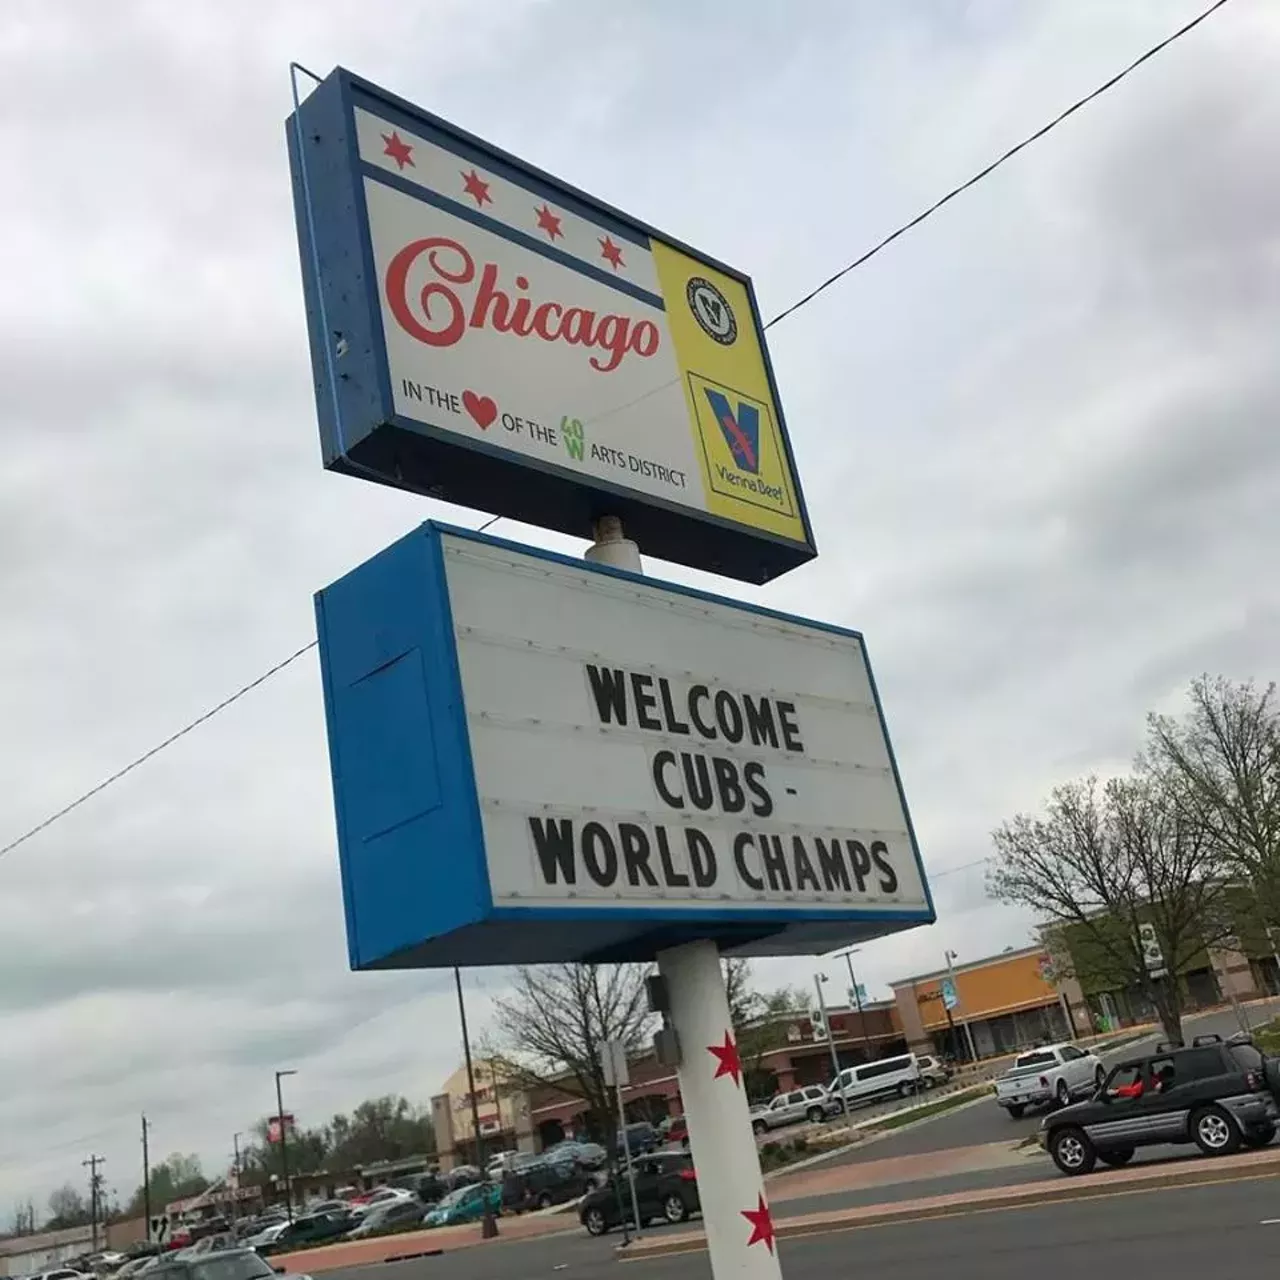 Chicago
IN THE OF THE 40 W ARTS DISTRICT
V
Vienna Beef
WELCOME
CUBS -
WORLD CHAMPS